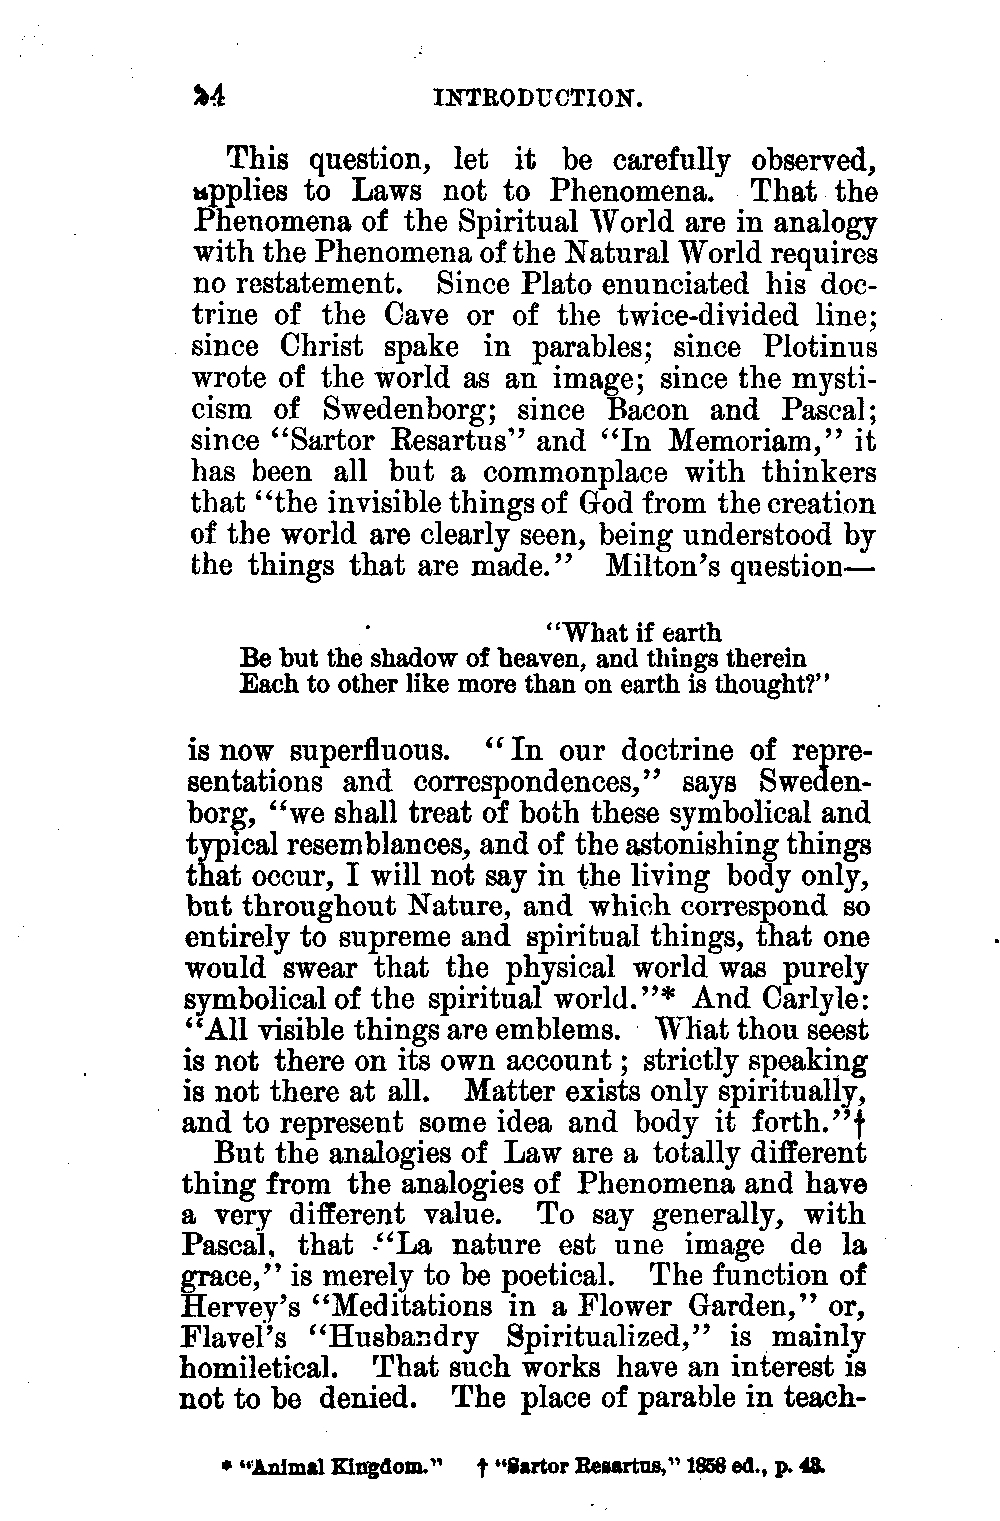 24 INTRODUCTION.
This question, let it be carefully observed,
applies to Laws not to Phenomena. That the
Phenomena of the Spiritual World are in analogy
with the Phenomena of the Natural World requires
no restatement. Since Plato enunciated his doc-
trine of the Cave or of the twice-divided line;
since Christ spake in parables; since Plotinus
wrote of the world as an image; since the mysti-
cism of Swedenborg; since Bacon and Pascal;
since “Sartor Resartus” and “In Memoriam,” it
has been all but a commonplace with thinkers
that “the invisible things of God from the creation
of the world are clearly seen, being understood by
the things that are made.” Milton’s question—
“What if earth
Be but the shadow of heaven, and things therein
Each to other like more than on earth is thought?”
is now superfluous. “In our doctrine of repre-
sentations and correspondences,” says Sweden-
borg, “we shall treat of both these symbolical and
typical resemblances, and of the astonishing things
that occur, I will not say in the living body only,
but throughout Nature, and which correspond so
entirely to supreme and spiritual things, that one
would swear that the physical world was purely
symbolical of the spiritual world.”* And Carlyle:
“All visible things are emblems. What thou seest
is not there on its own account; strictly speaking
is not there at all. Matter exists only spiritually,
and to represent some idea and body it forth.”†
But the analogies of Law are a totally different
thing from the analogies of Phenomena and have
a very different value. To say generally, with
Pascal, that “La nature est une image de la
grace,” is merely to be poetical. The function of
Hervey’s “Meditations in a Flower Garden,” or,
Flavel’s “Husbandry Spiritualized,” is mainly
homiletical. That such works have an interest is
not to be denied. The place of parable in teach-
* “Animal Kingdom.” † “Sartor Resartus,” 1858 ed., p. 43.